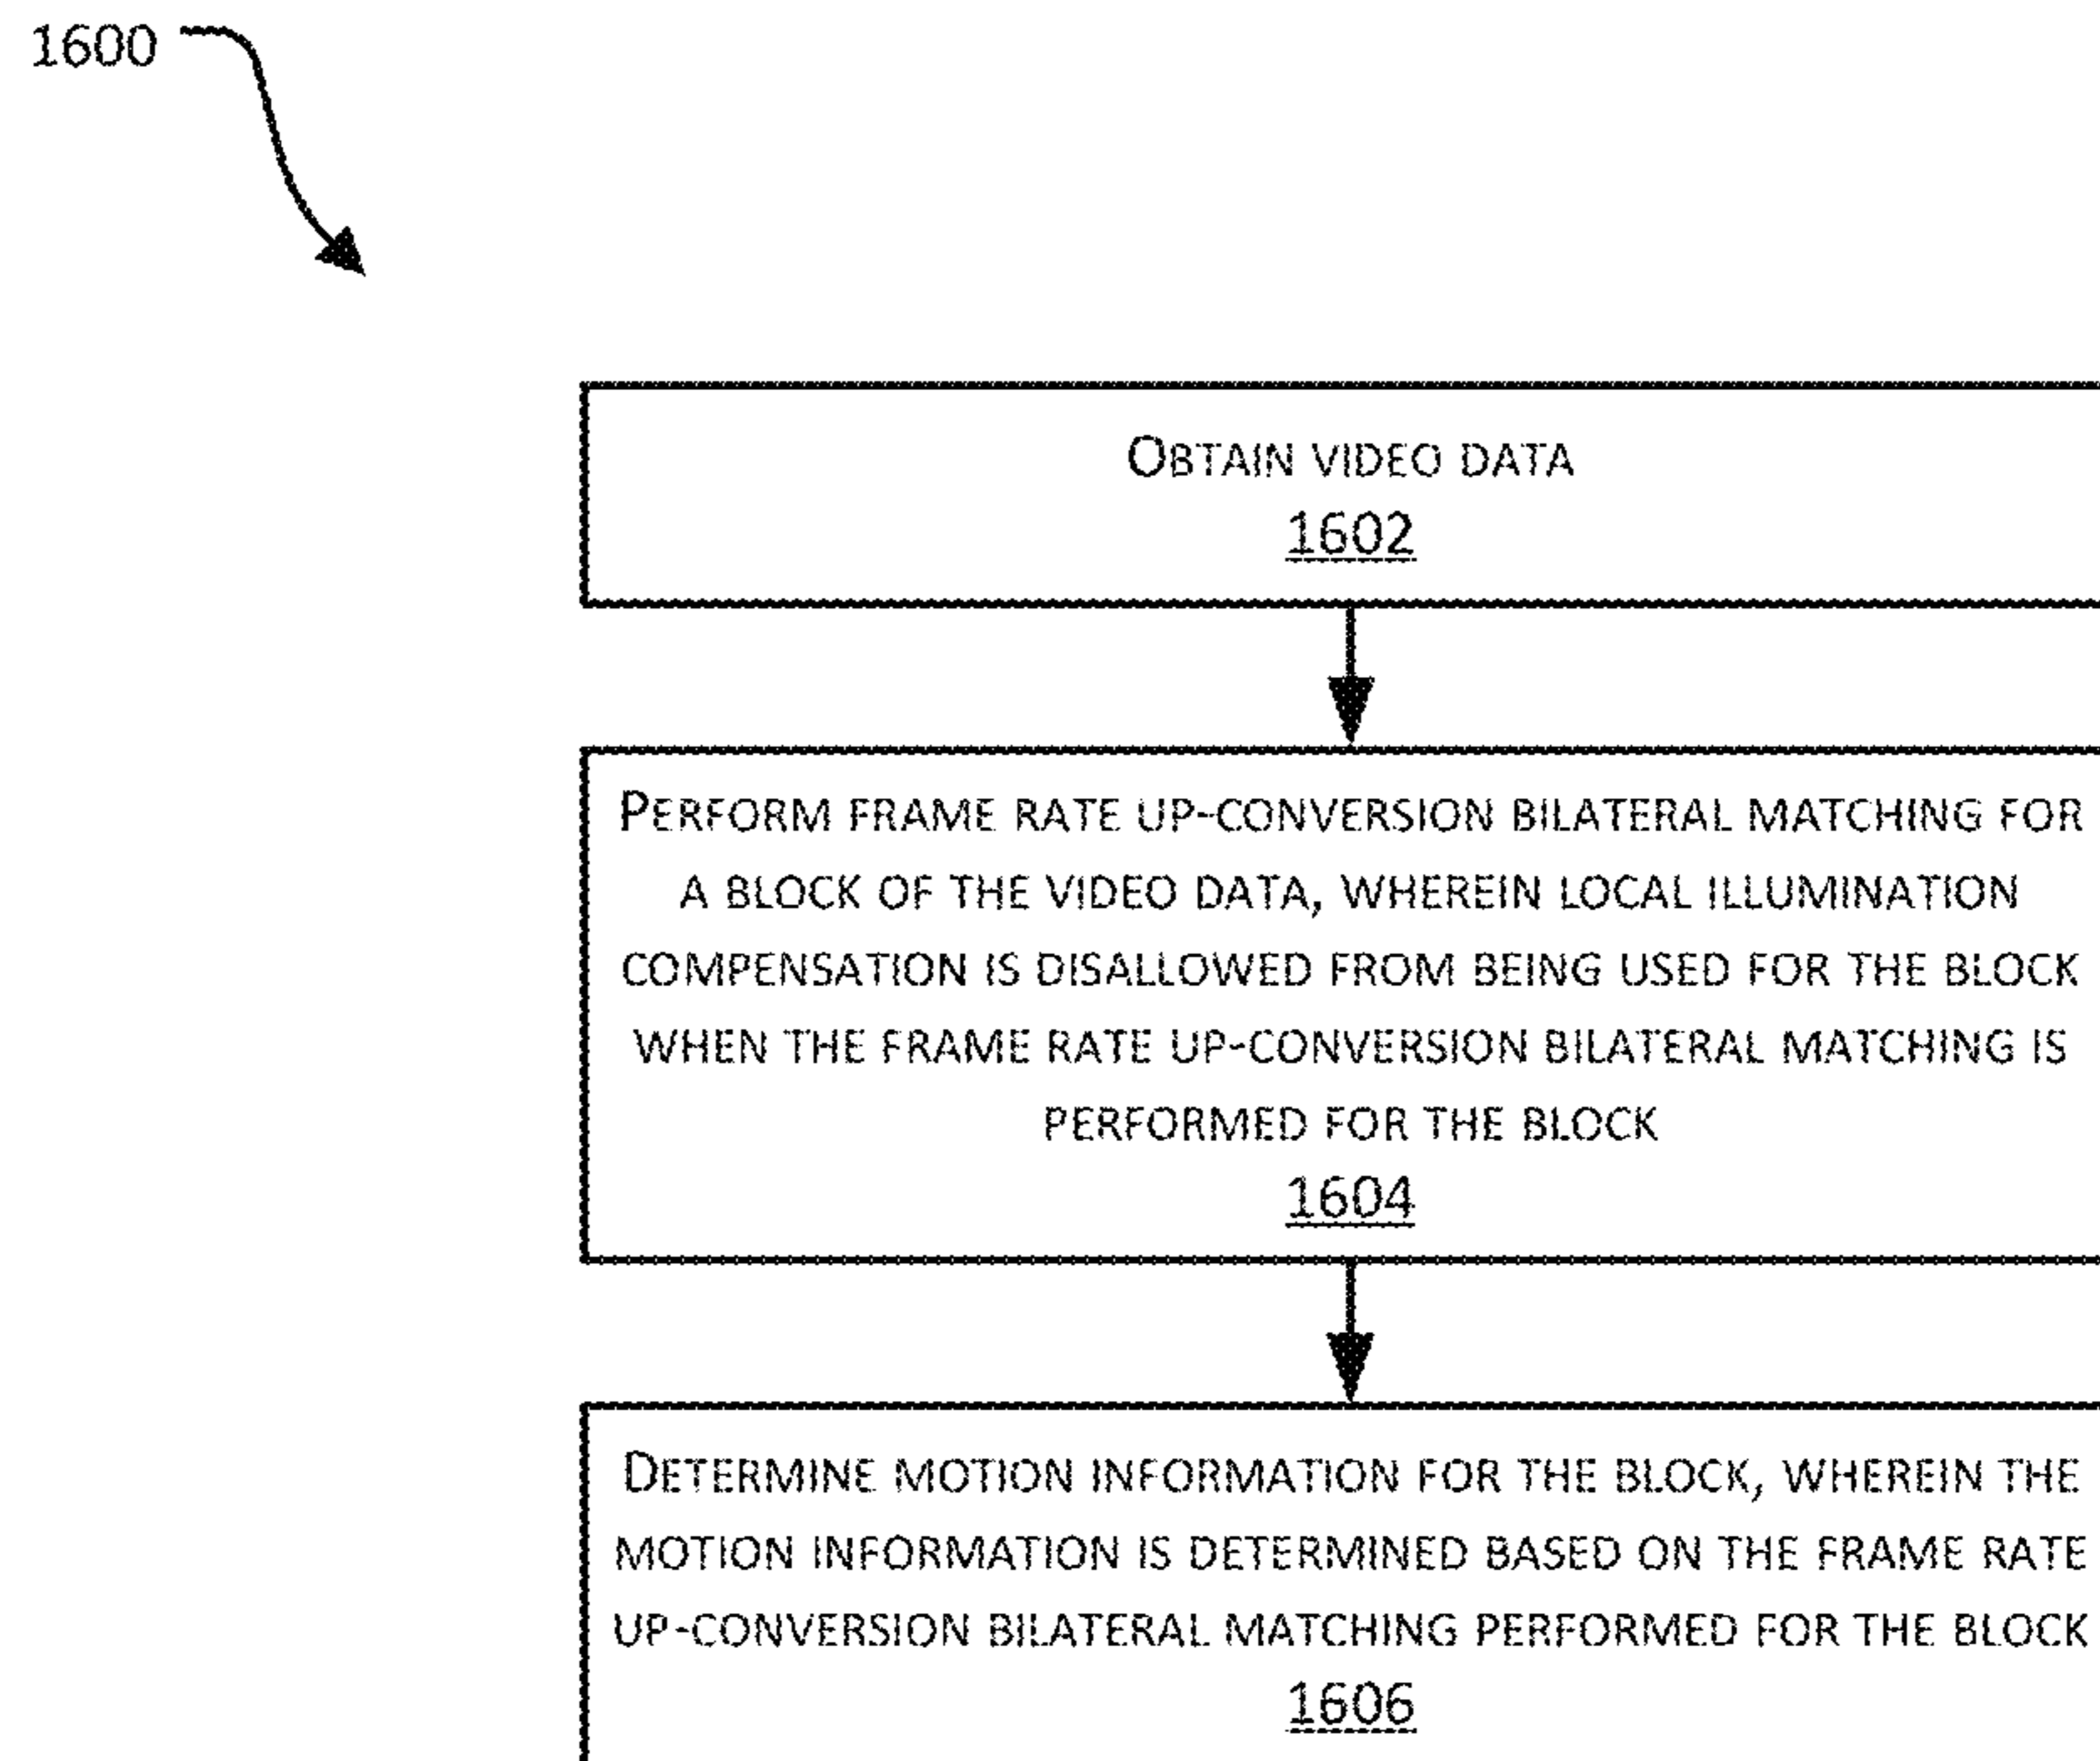 1600
OBTAIN VIDEO DATA
1602
PERFORM FRAME RATE UP-CONVERSION BILATERAL MATCHING FOR
A BLOCK OF THE VIDEO DATA, WHEREIN LOCAL ILLUMINATION
COMPENSATION IS DISALLOWED FROM BEING USED FOR THE BLOCK
WHEN THE FRAME RATE UP-CONVERSION BILATERAL MATCHING IS
PERFORMED FOR THE BLOCK
1604
DETERMINE MOTION INFORMATION FOR THE BLOCK, WHEREIN THE
MOTION INFORMATION IS DETERMINED BASED ON THE FRAME RATE
UP-CONVERSION BILATERAL MATCHING PERFORMED FOR THE BLOCK
1606